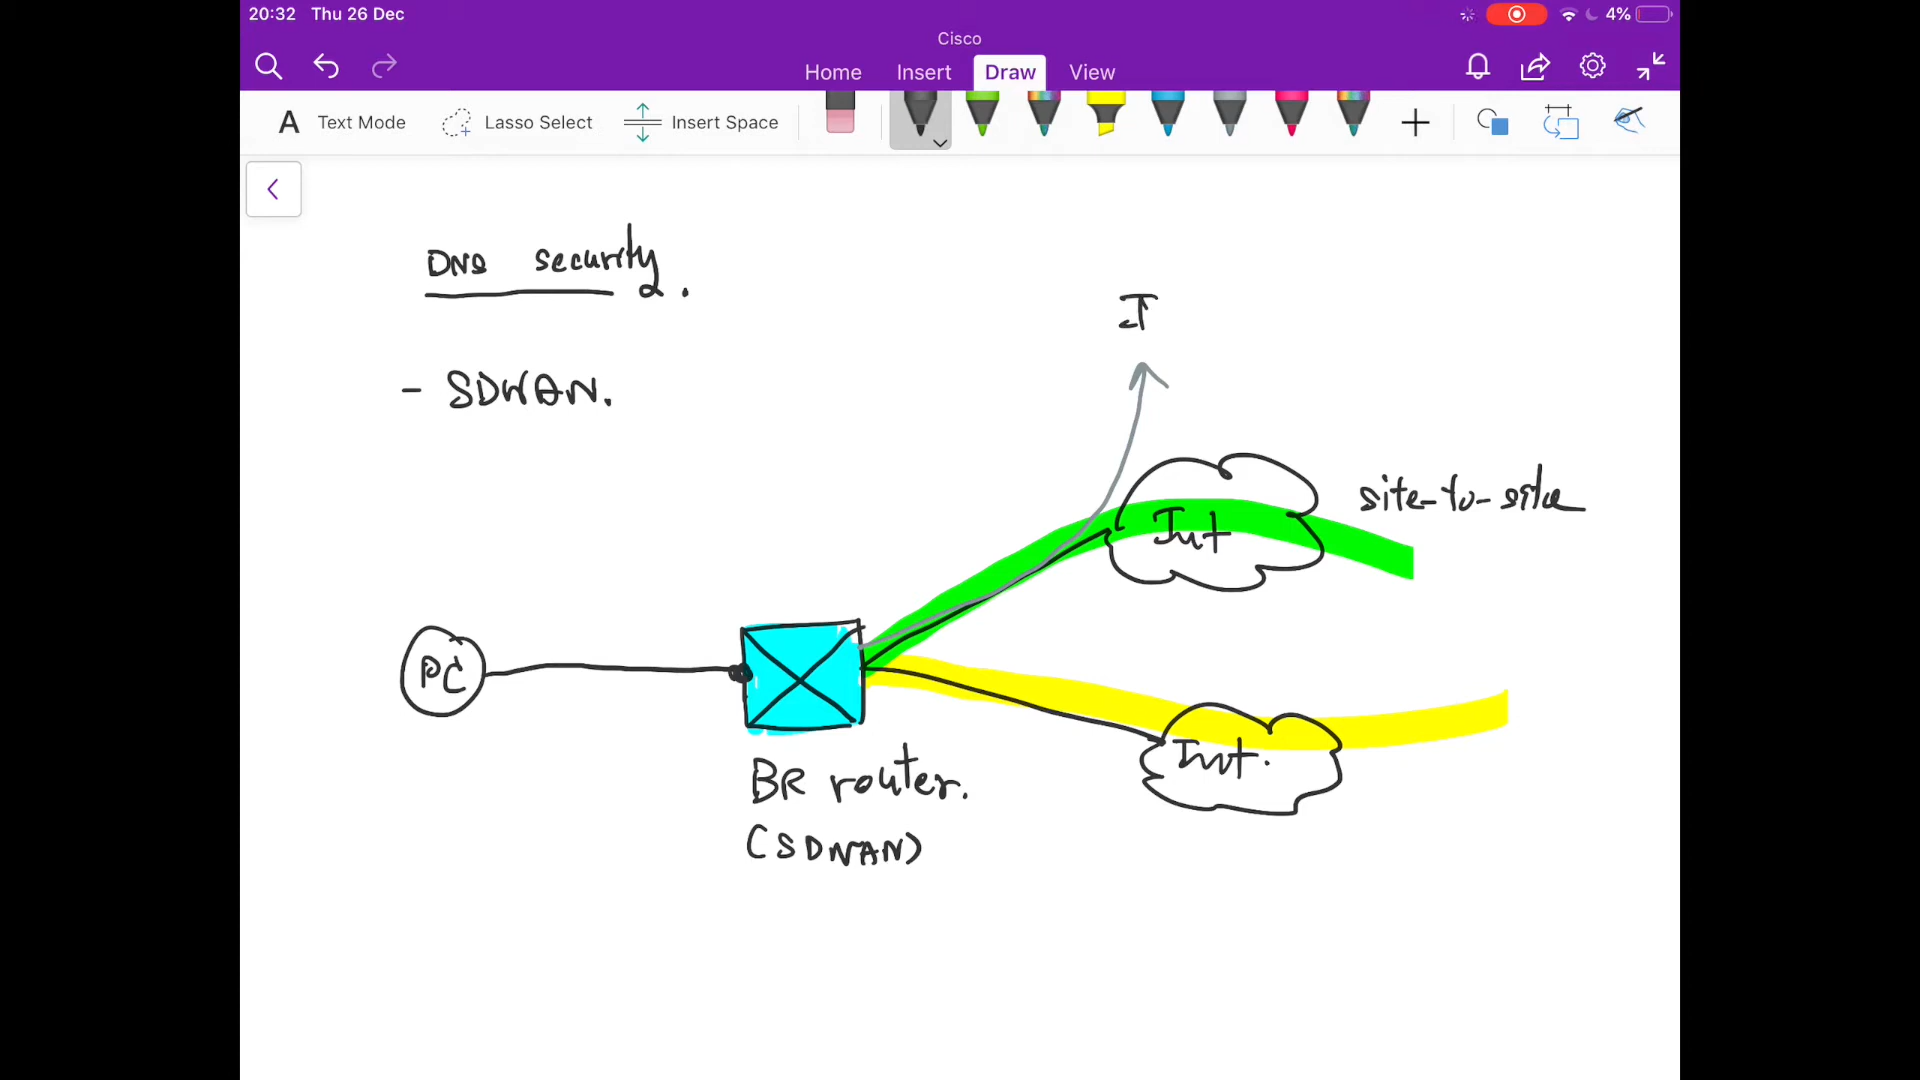 20:32 Thu 26 Dec
4%
Cisco
Home Insert Draw View
A Text Mode Lasso Select Insert Space
DNS security.
- SDWAN.
I
site-to-site
Int
PC
Int.
BR router.
(SDWAN)